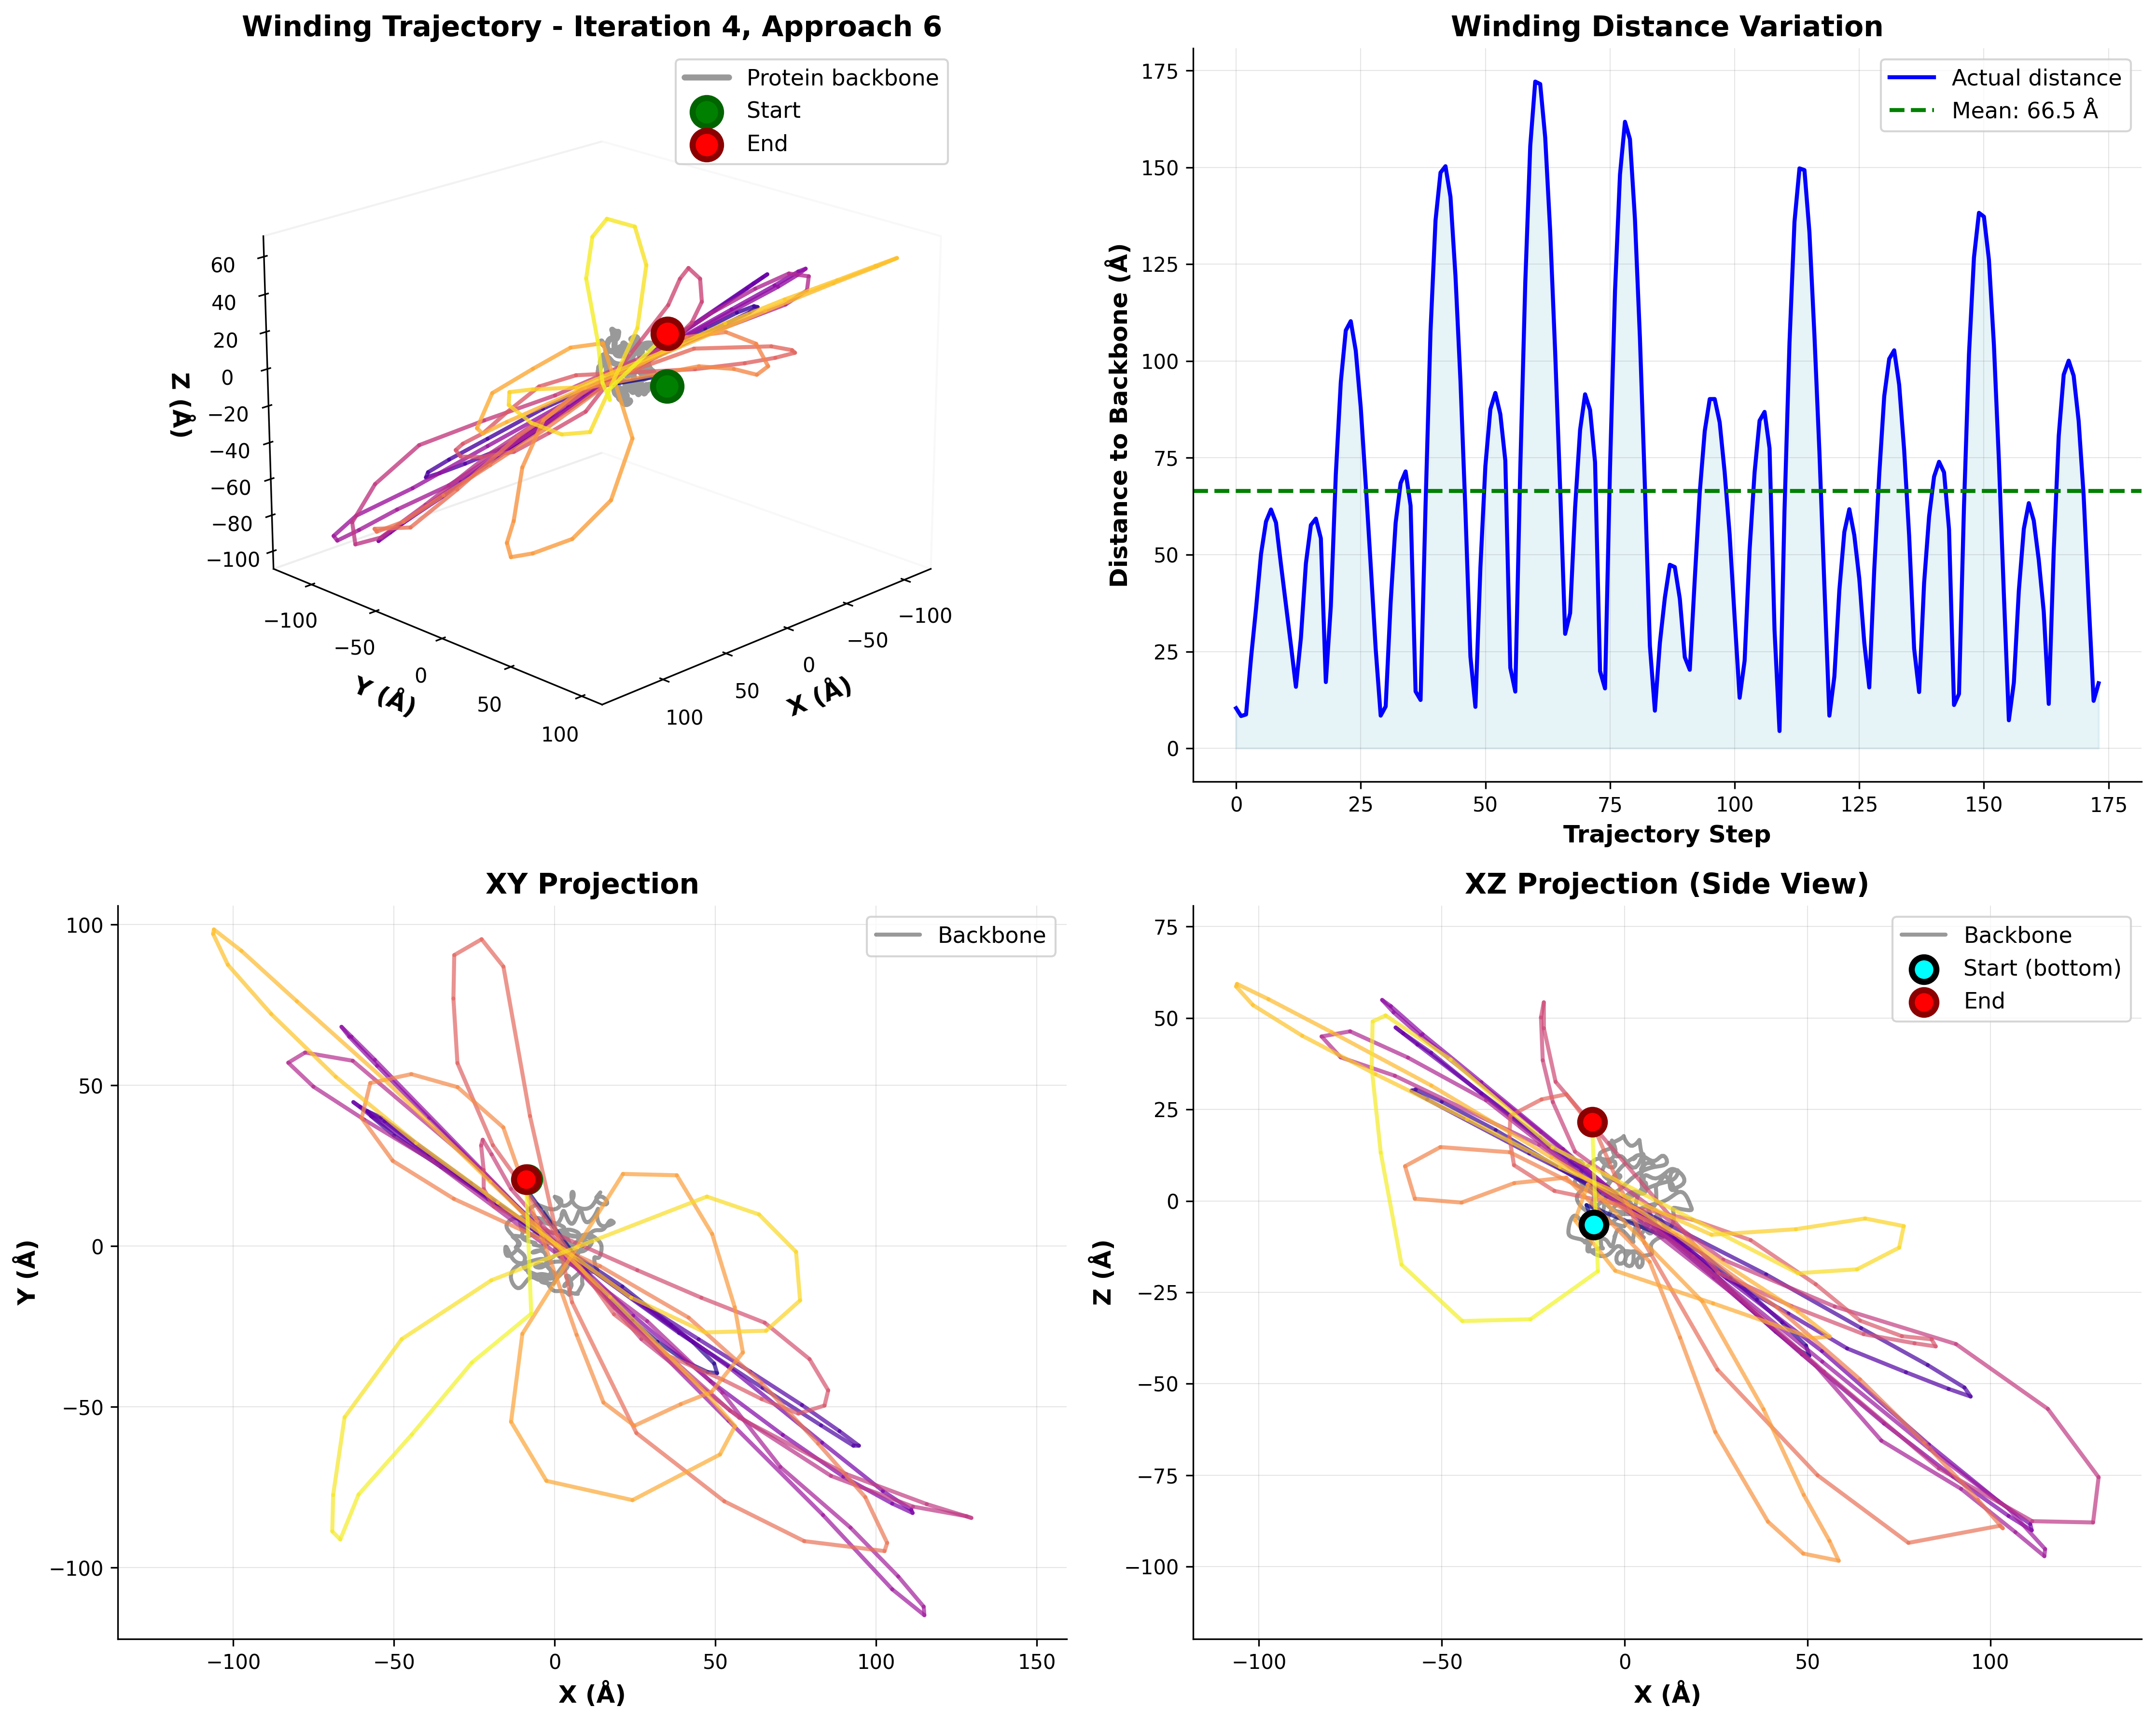 Winding Trajectory - Iteration 4, Approach 6
Protein backbone
Start
End
60
40
20
0
−20
−40
−60
−80
−100
Z (Å)
−100
−50
0
50
100
Y (Å)
100
50
0
−50
−100
X (Å)
Winding Distance Variation
Actual distance
Mean: 66.5 Å
175
150
125
100
75
50
25
0
Distance to Backbone (Å)
0 25 50 75 100 125 150 175
Trajectory Step
XY Projection
Backbone
100
50
0
−50
−100
Y (Å)
−100 −50 0 50 100 150
X (Å)
XZ Projection (Side View)
Backbone
Start (bottom)
End
75
50
25
0
−25
−50
−75
−100
Z (Å)
−100 −50 0 50 100
X (Å)